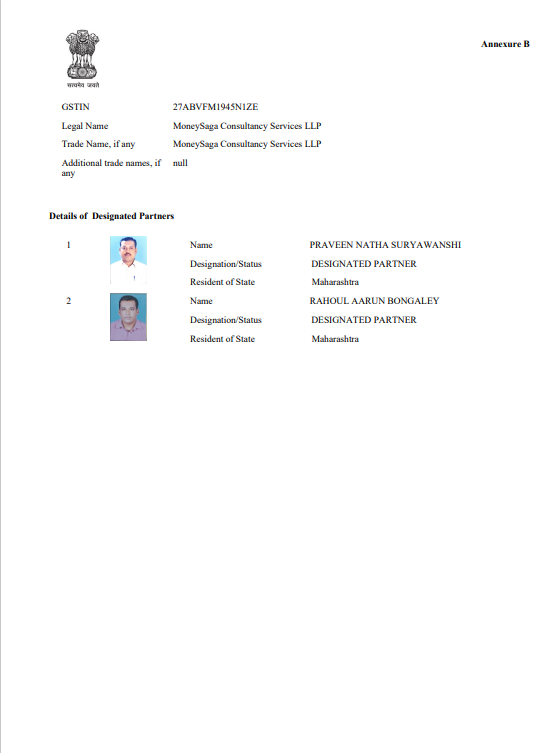 Annexure B
सत्यमेव जयते
GSTIN 27ABVFM1945N1ZE
Legal Name MoneySaga Consultancy Services LLP
Trade Name, if any MoneySaga Consultancy Services LLP
Additional trade names, if any null
Details of Designated Partners
1 Name PRAVEEN NATHA SURYAWANSHI
Designation/Status DESIGNATED PARTNER
Resident of State Maharashtra
2 Name RAHOUL AARUN BONGALEY
Designation/Status DESIGNATED PARTNER
Resident of State Maharashtra